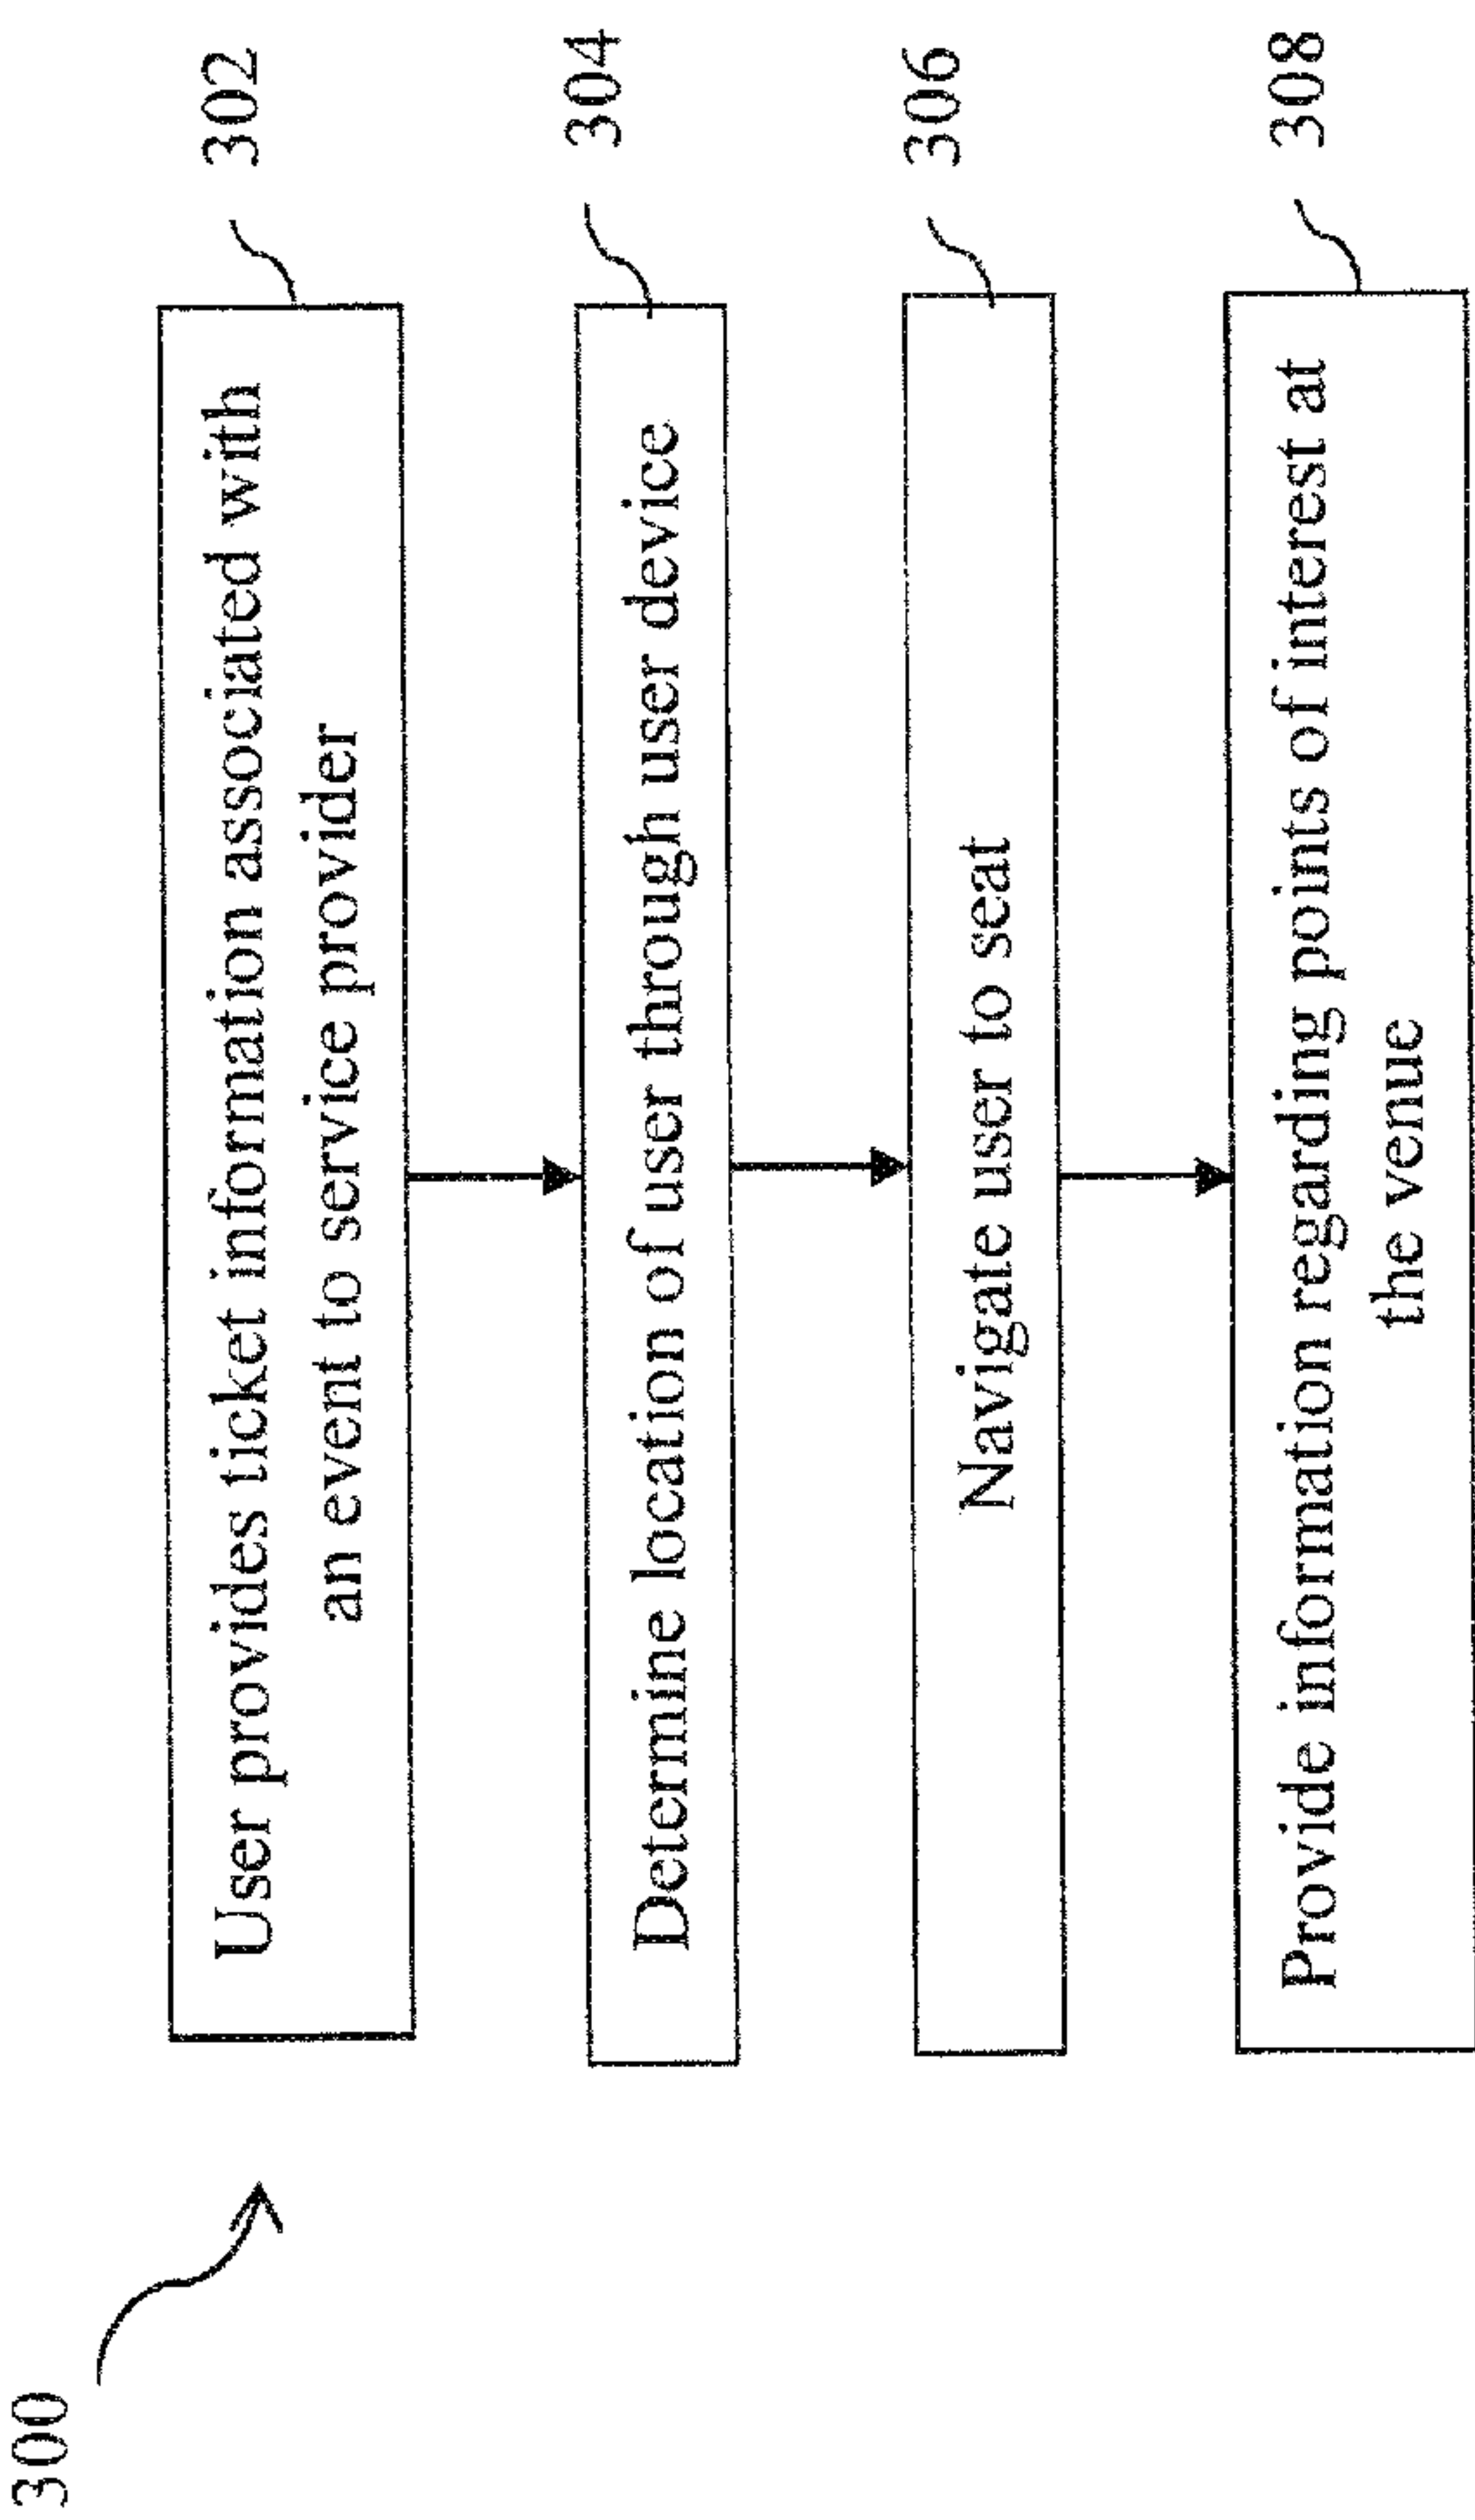 300
User provides ticket information associated with
an event to service provider
302
Determine location of user through user device
304
Navigate user to seat
306
Provide information regarding points of interest at
the venue
308